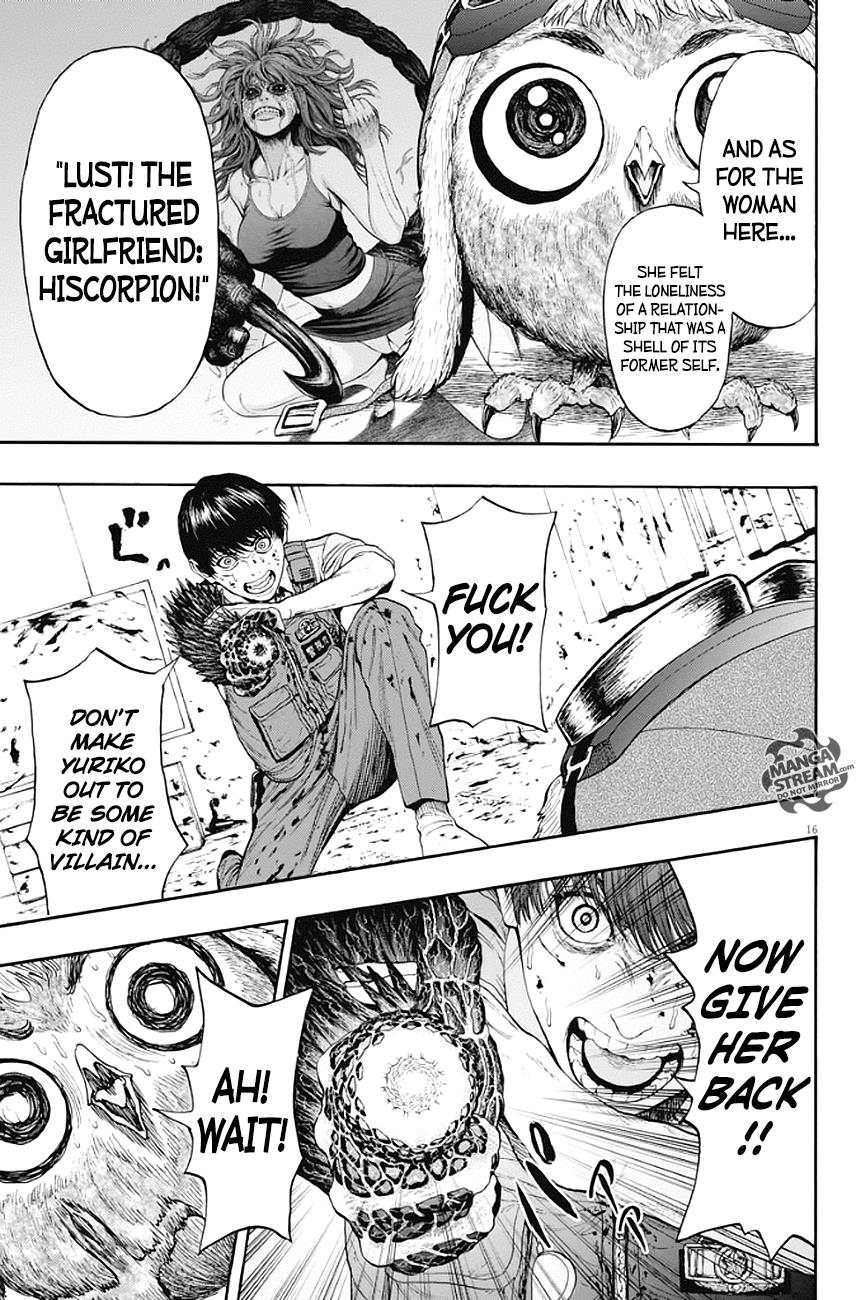 AND AS
FOR THE
WOMAN
HERE...
SHE FELT
THE LONELINESS
OF A RELATION-
SHIP THAT WAS A
SHELL OF ITS
FORMER SELF.
"LUST! THE
FRACTURED
GIRLFRIEND:
HISCORPION!"
FUCK
YOU!
ビッ
DON'T
MAKE
YURIKO
OUT TO
BE SOME
KIND OF
VILLAIN...
MANGA
STREAM.com
DO NOT MIRROR
16
NOW
GIVE
HER
BACK
!!
AH!
WAIT!